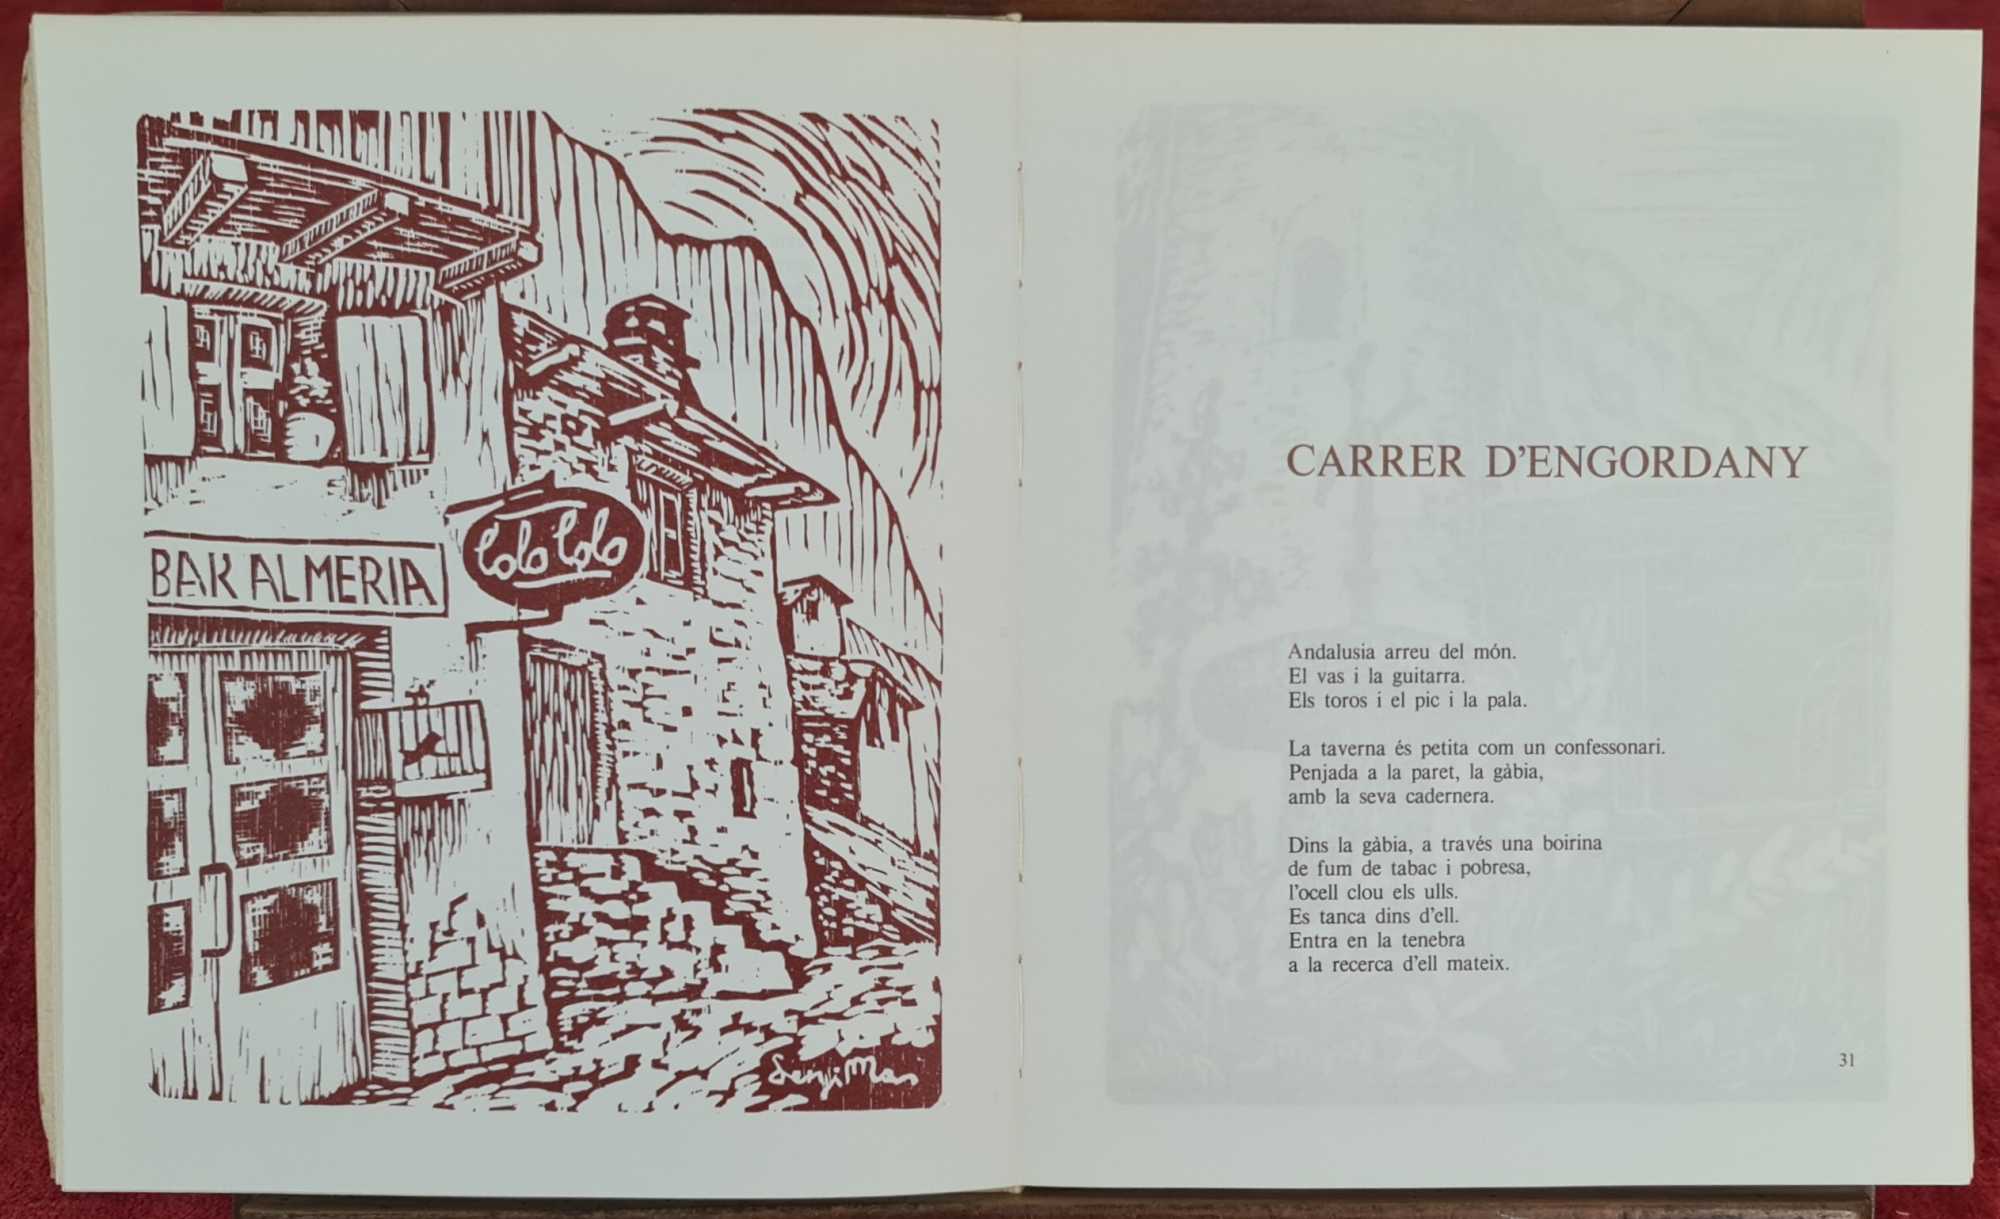 BAR ALMERIA
Lolo Lolo
Sergi Mas
CARRER D'ENGORDANY
Andalusia arreu del món.
El vas i la guitarra.
Els toros i el pic i la pala.
La taverna és petita com un confessonari.
Penjada a la paret, la gàbia,
amb la seva cadernera.
Dins la gàbia, a través una boirina
de fum de tabac i pobresa,
l'ocell clou els ulls.
Es tanca dins d'ell.
Entra en la tenebra
a la recerca d'ell mateix.
31